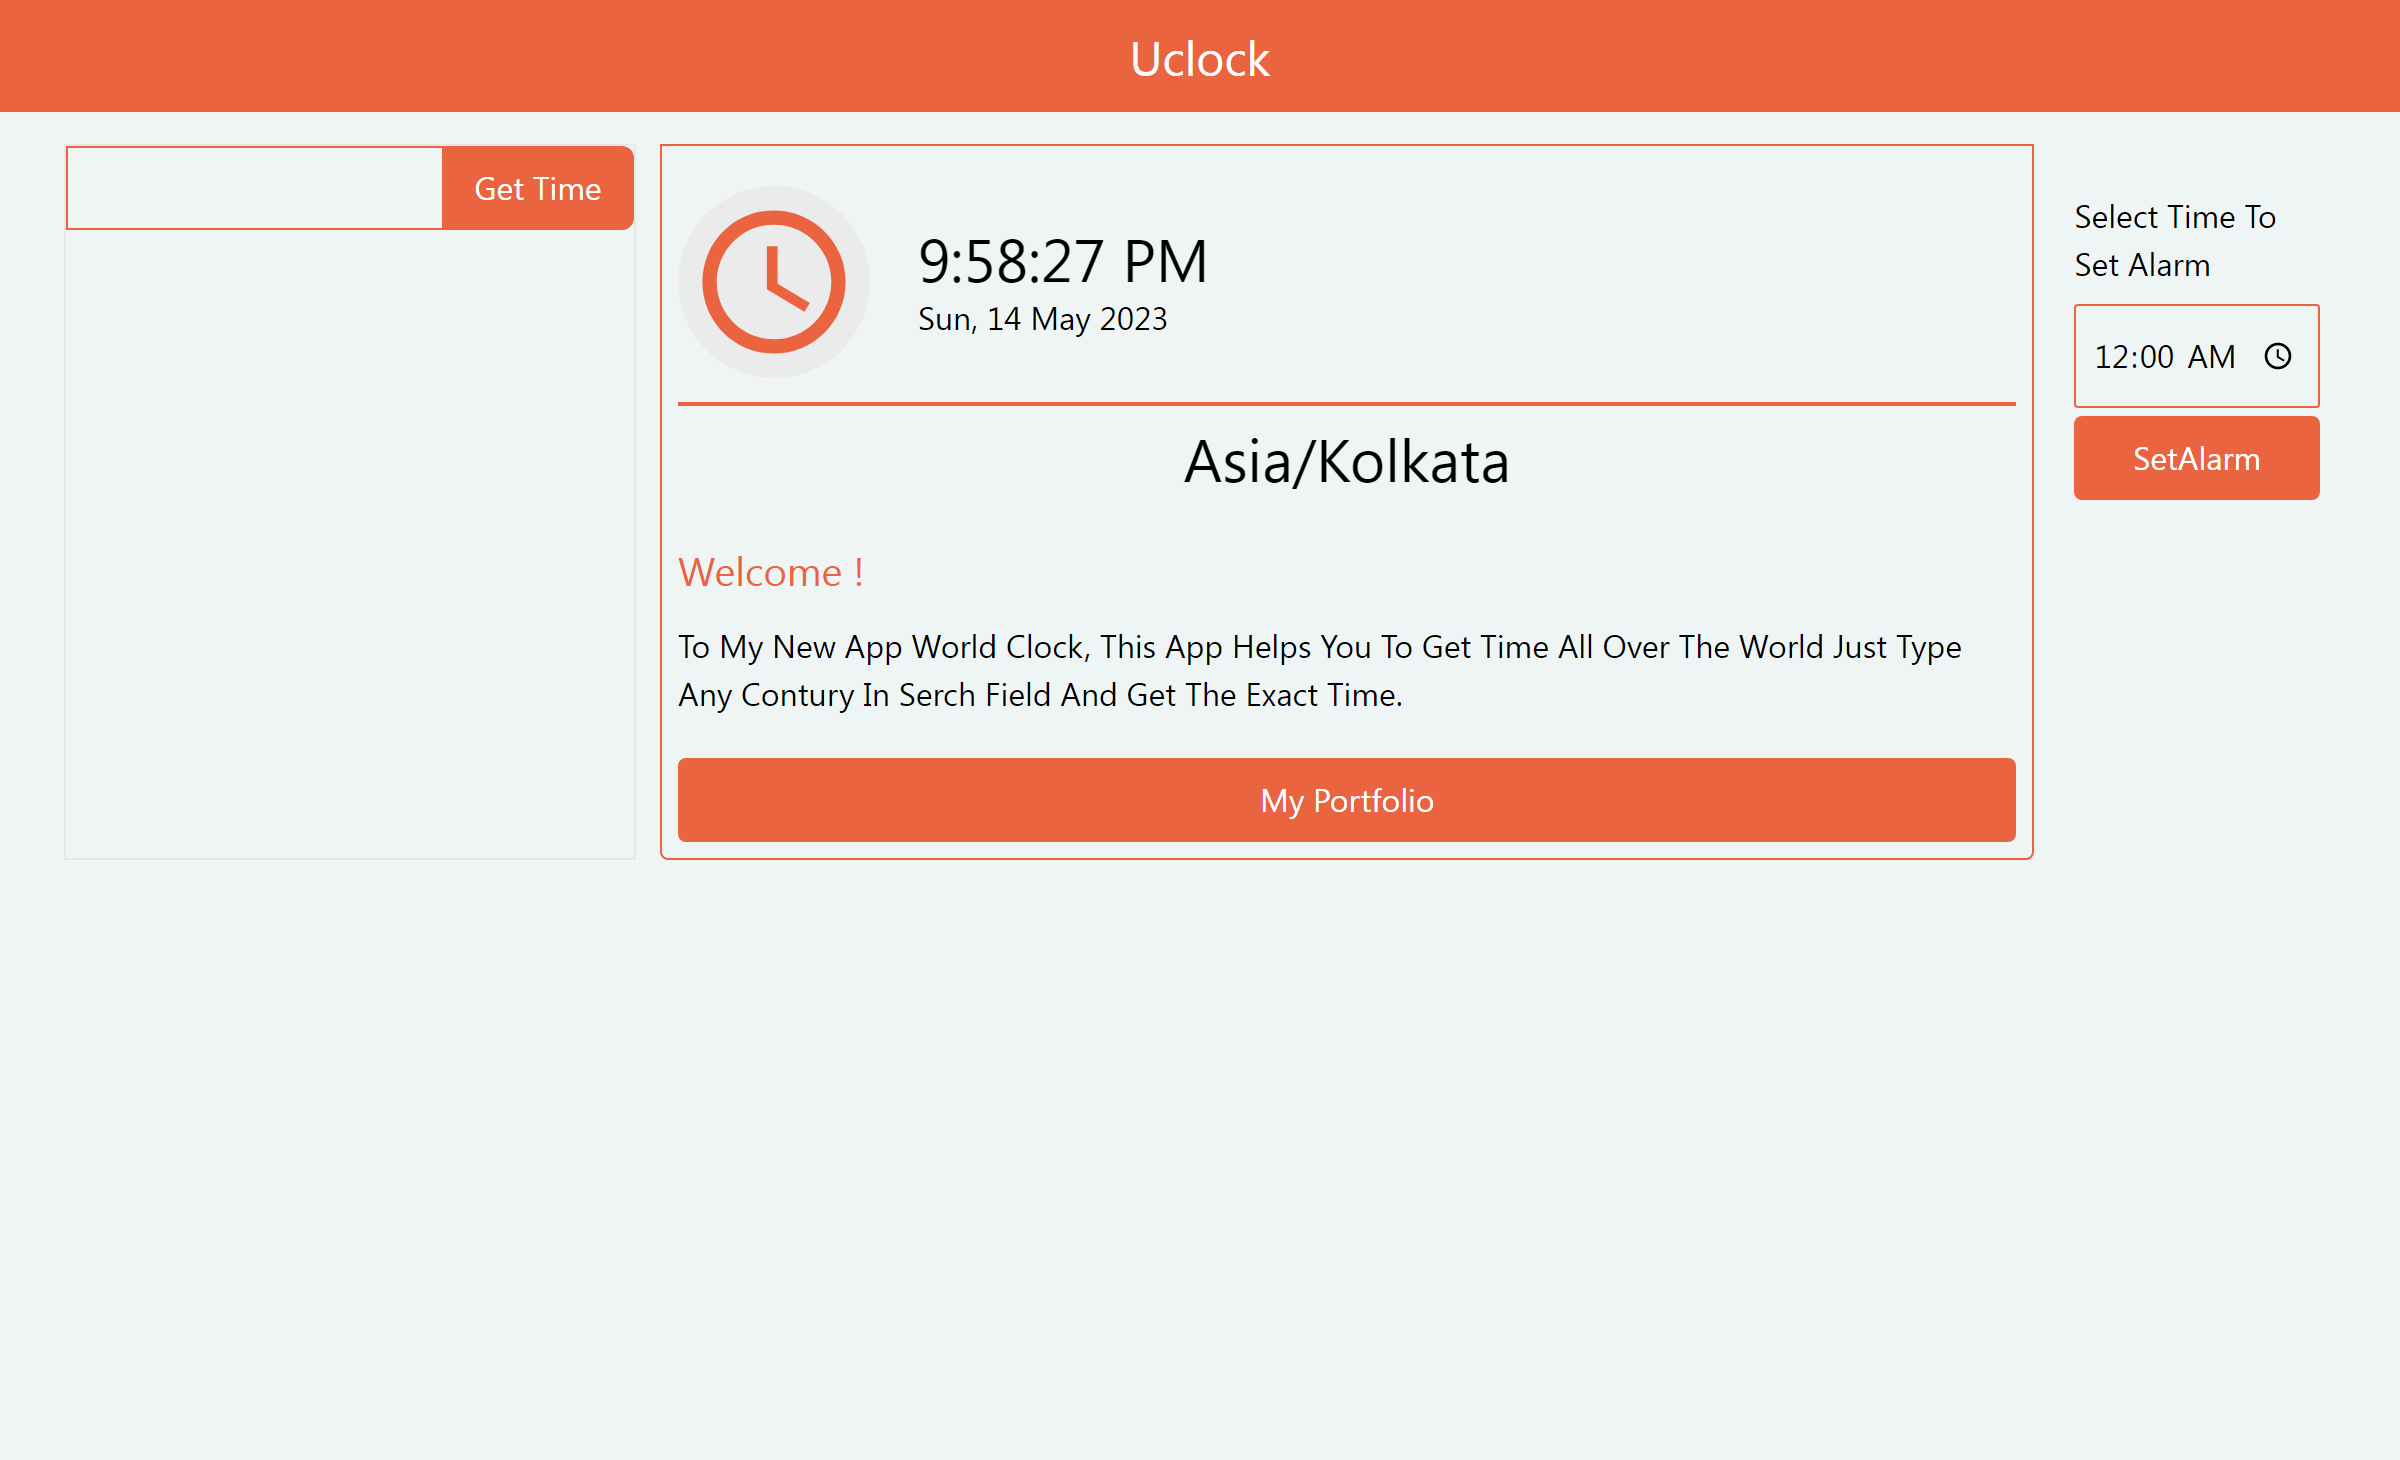 Uclock
Get Time
9:58:27 PM
Sun, 14 May 2023
Asia/Kolkata
Welcome !
To My New App World Clock, This App Helps You To Get Time All Over The World Just Type
Any Contury In Serch Field And Get The Exact Time.
My Portfolio
Select Time To
Set Alarm
12:00 AM
SetAlarm